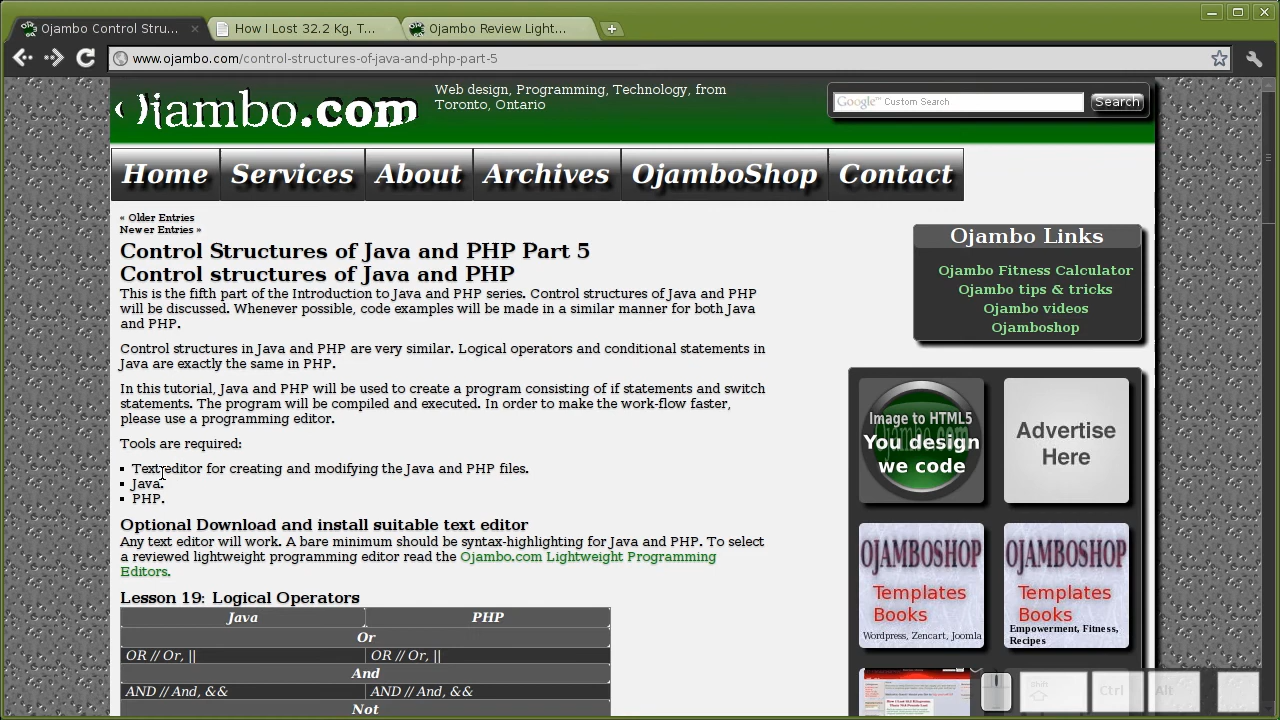 Ojambo Control Stru...
How I Lost 32.2 Kg, T...
Ojambo Review Light...
www.ojambo.com/control-structures-of-java-and-php-part-5
Ojambo.com
Web design, Programming, Technology, from
Toronto, Ontario
Google™ Custom Search
Search
Home Services About Archives OjamboShop Contact
« Older Entries
Newer Entries »
Control Structures of Java and PHP Part 5
Control structures of Java and PHP
This is the fifth part of the Introduction to Java and PHP series. Control structures of Java and PHP
will be discussed. Whenever possible, code examples will be made in a similar manner for both Java
and PHP.
Control structures in Java and PHP are very similar. Logical operators and conditional statements in
Java are exactly the same in PHP.
In this tutorial, Java and PHP will be used to create a program consisting of if statements and switch
statements. The program will be compiled and executed. In order to make the work-flow faster,
please use a programming editor.
Tools are required:
Text editor for creating and modifying the Java and PHP files.
Java.
PHP.
Optional Download and install suitable text editor
Any text editor will work. A bare minimum should be syntax-highlighting for Java and PHP. To select
a reviewed lightweight programming editor read the Ojambo.com Lightweight Programming
Editors.
Lesson 19: Logical Operators
Java PHP
Or
OR // Or, || OR // Or, ||
And
AND // And, && AND // And, &&
Not
Ojambo Links
Ojambo Fitness Calculator
Ojambo tips & tricks
Ojambo videos
Ojamboshop
Image to HTML5
You design
we code
Advertise
Here
OJAMBOSHOP
Templates
Books
Wordpress, Zencart, Joomla
OJAMBOSHOP
Templates
Books
Empowerment, Fitness,
Recipes
Shift
Ctrl
Alt